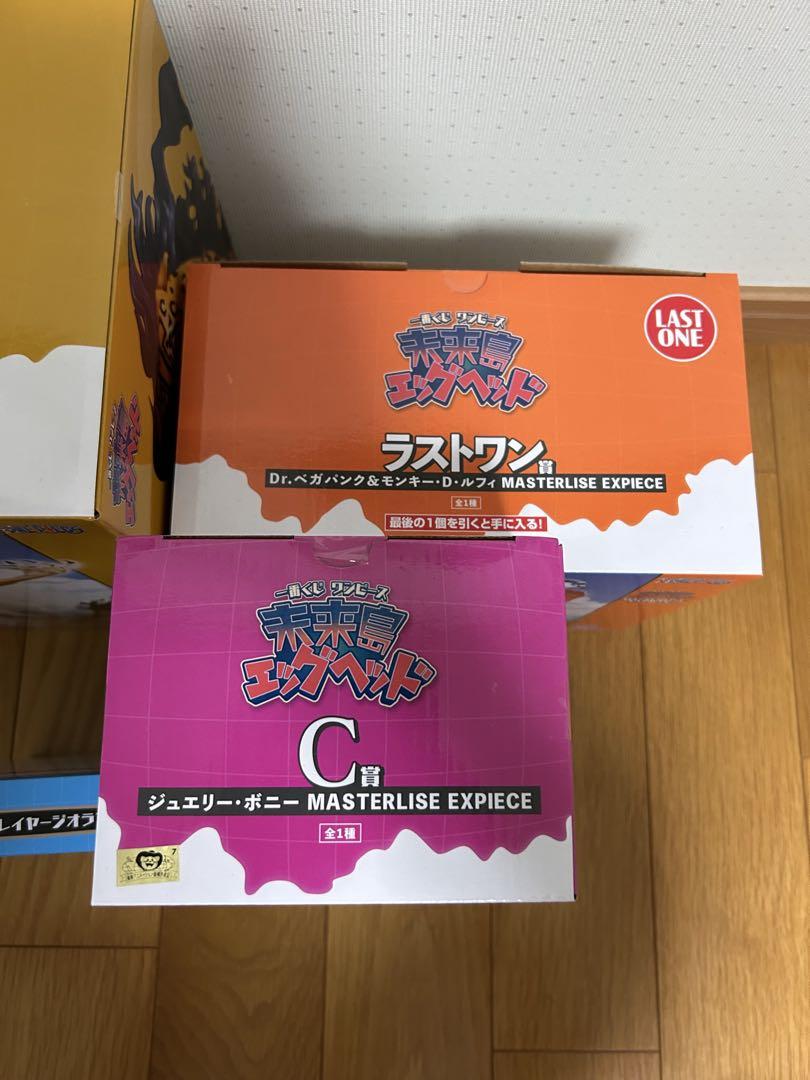 一番くじ ワンピース
未来島
エッグヘッド
LAST
ONE
ラストワン賞
Dr.ベガパンク&モンキー・D・ルフィ MASTERLISE EXPIECE
全1種
最後の1個を引くと手に入る!
一番くじ ワンピース
未来島
エッグヘッド
C賞
ジュエリー・ボニー MASTERLISE EXPIECE
全1種
7
レイヤージオラ